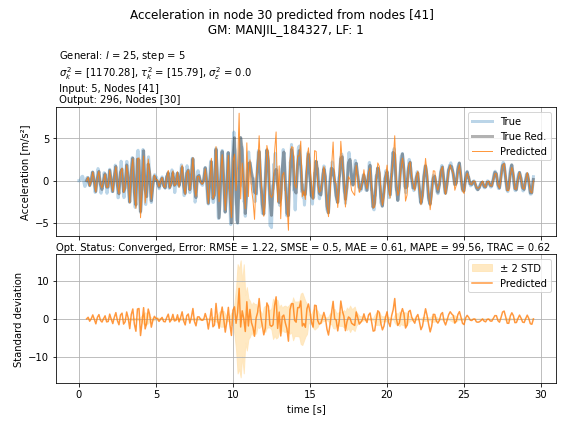 Acceleration in node 30 predicted from nodes [41]
GM: MANJIL_184327, LF: 1
General: l = 25, step = 5
σ²ₖ = [1170.28], τ²ₖ = [15.79], σ²ε = 0.0
Input: 5, Nodes [41]
Output: 296, Nodes [30]
Acceleration [m/s²]
5
0
−5
True
True Red.
Predicted
Opt. Status: Converged, Error: RMSE = 1.22, SMSE = 0.5, MAE = 0.61, MAPE = 99.56, TRAC = 0.62
Standard deviation
10
0
−10
± 2 STD
Predicted
0 5 10 15 20 25 30
time [s]